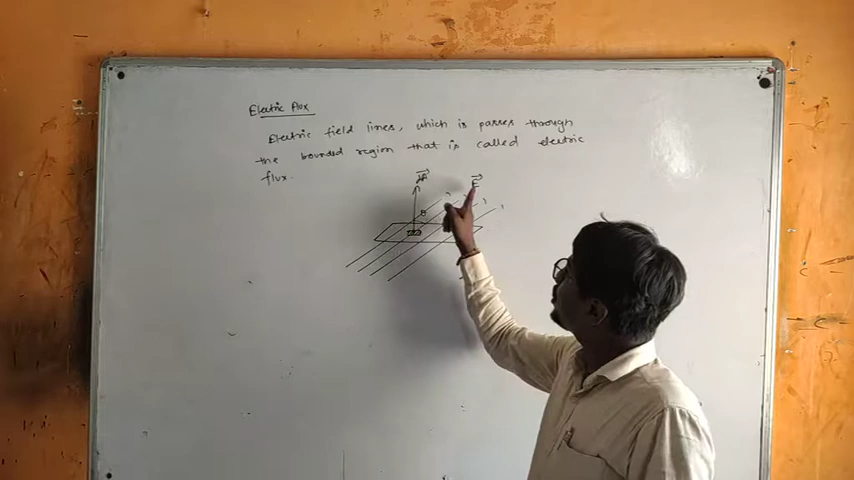 Electric Flux
Electric field lines, which is passes through
the bounded region that is called electric
flux.
E
θ